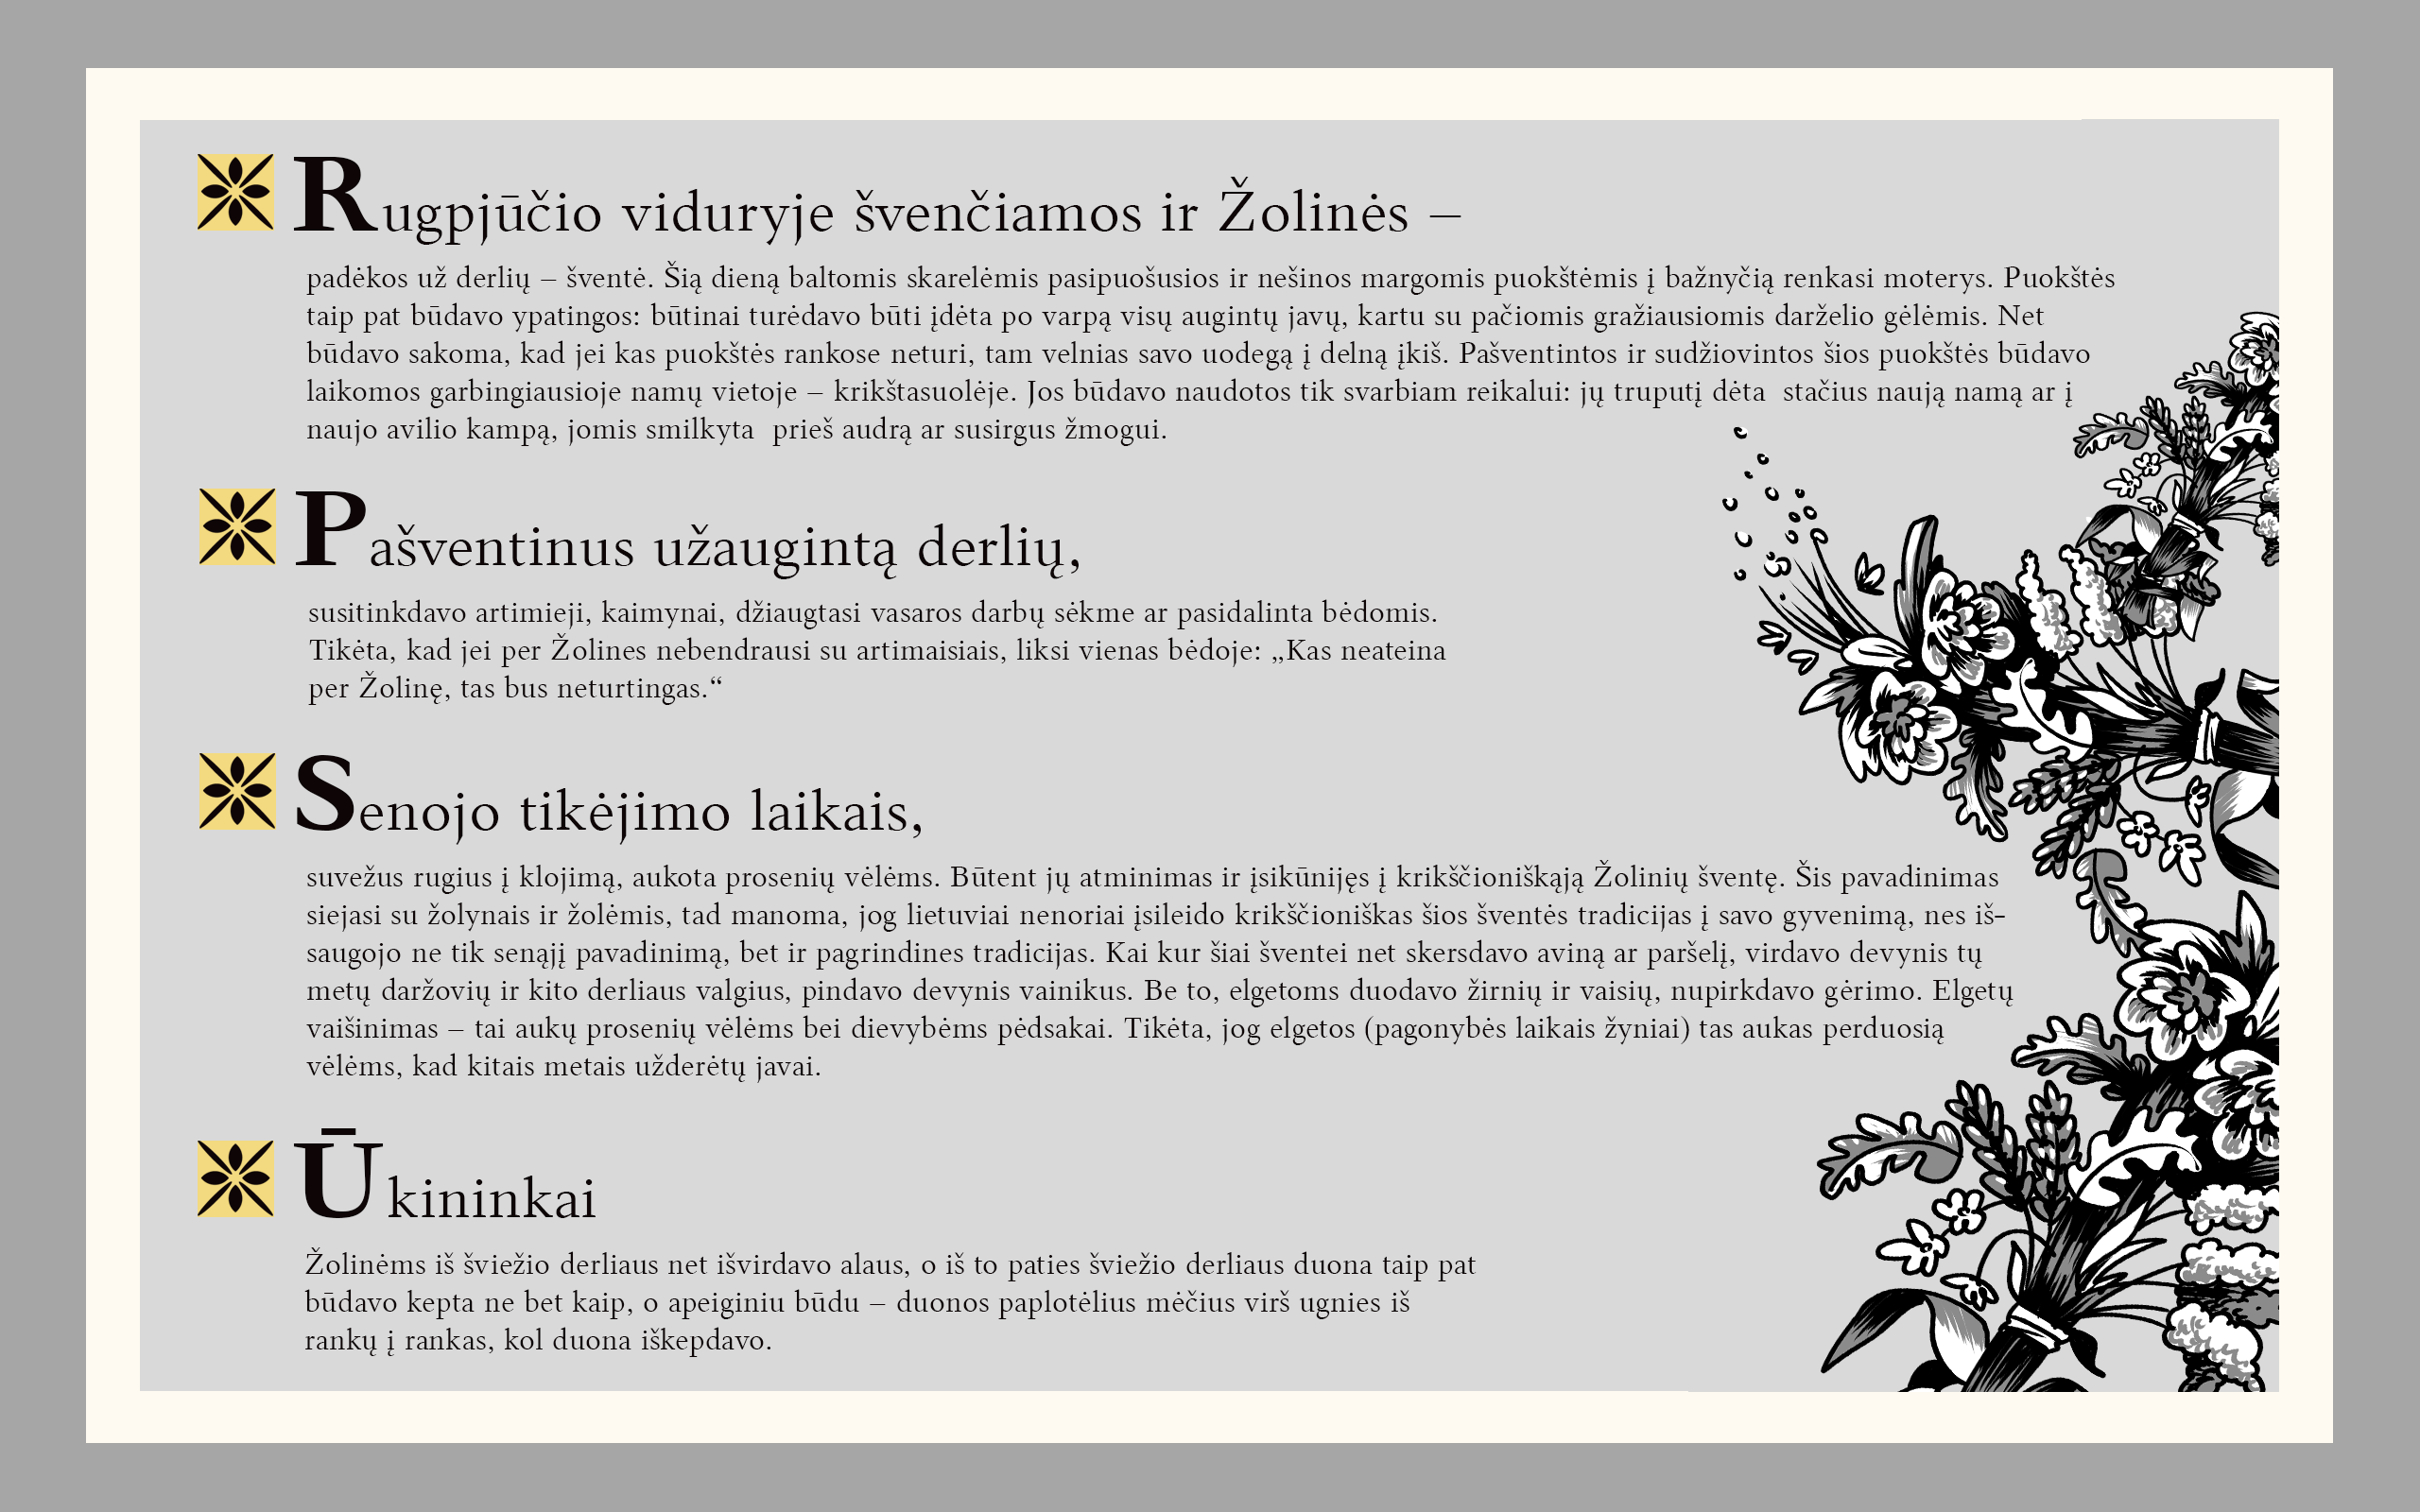 Rugpjūčio viduryje švenčiamos ir Žolinės –
padėkos už derlių – šventė. Šią dieną baltomis skarelėmis pasipuošusios ir nešinos margomis puokštėmis į bažnyčią renkasi moterys. Puokštės
taip pat būdavo ypatingos: būtinai turėdavo būti įdėta po varpą visų augintų javų, kartu su pačiomis gražiausiomis darželio gėlėmis. Net
būdavo sakoma, kad jei kas puokštės rankose neturi, tam velnias savo uodegą į delną įkiš. Pašventintos ir sudžiovintos šios puokštės būdavo
laikomos garbingiausioje namų vietoje – krikštasuolėje. Jos būdavo naudotos tik svarbiam reikalui: jų truputį dėta  stačius naują namą ar į
naujo avilio kampą, jomis smilkyta  prieš audrą ar susirgus žmogui.
Pašventinus užaugintą derlių,
susitinkdavo artimieji, kaimynai, džiaugtasi vasaros darbų sėkme ar pasidalinta bėdomis.
Tikėta, kad jei per Žolines nebendrausi su artimaisiais, liksi vienas bėdoje: „Kas neateina
per Žolinę, tas bus neturtingas.“
Senojo tikėjimo laikais,
suvežus rugius į klojimą, aukota prosenių vėlėms. Būtent jų atminimas ir įsikūnijęs į krikščioniškąją Žolinių šventę. Šis pavadinimas
siejasi su žolynais ir žolėmis, tad manoma, jog lietuviai nenoriai įsileido krikščioniškas šios šventės tradicijas į savo gyvenimą, nes iš-
saugojo ne tik senąjį pavadinimą, bet ir pagrindines tradicijas. Kai kur šiai šventei net skersdavo aviną ar paršelį, virdavo devynis tų
metų daržovių ir kito derliaus valgius, pindavo devynis vainikus. Be to, elgetoms duodavo žirnių ir vaisių, nupirkdavo gėrimo. Elgetų
vaišinimas – tai aukų prosenių vėlėms bei dievybėms pėdsakai. Tikėta, jog elgetos (pagonybės laikais žyniai) tas aukas perduosią
vėlėms, kad kitais metais užderėtų javai.
Ūkininkai
Žolinėms iš šviežio derliaus net išvirdavo alaus, o iš to paties šviežio derliaus duona taip pat
būdavo kepta ne bet kaip, o apeiginiu būdu – duonos paplotėlius mėčius virš ugnies iš
rankų į rankas, kol duona iškepdavo.